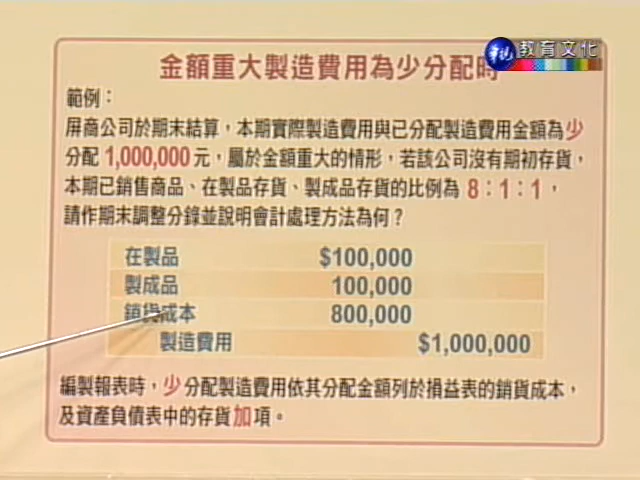 華視 教育文化
金額重大製造費用為少分配時
範例：
屏商公司於期末結算，本期實際製造費用與已分配製造費用金額為少
分配1,000,000元，屬於金額重大的情形，若該公司沒有期初存貨，
本期已銷售商品、在製品存貨、製成品存貨的比例為8：1：1，
請作期末調整分錄並說明會計處理方法為何？
在製品 $100,000
製成品 100,000
銷貨成本 800,000
製造費用 $1,000,000
編製報表時，少分配製造費用依其分配金額列於損益表的銷貨成本，
及資產負債表中的存貨加項。